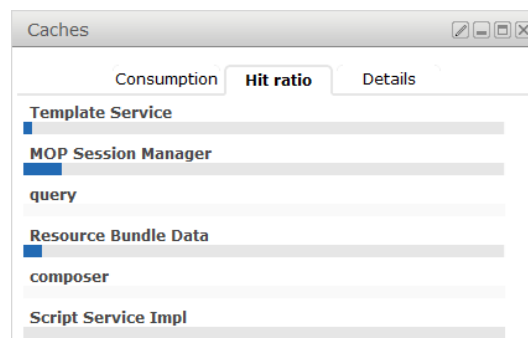 Caches
Consumption Hit ratio Details
Template Service
MOP Session Manager
query
Resource Bundle Data
composer
Script Service Impl